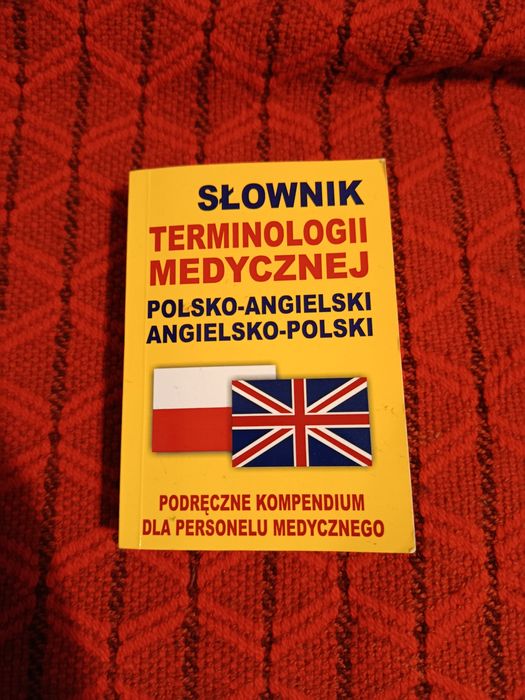 SŁOWNIK
TERMINOLOGII
MEDYCZNEJ
POLSKO-ANGIELSKI
ANGIELSKO-POLSKI
PODRĘCZNE KOMPENDIUM
DLA PERSONELU MEDYCZNEGO